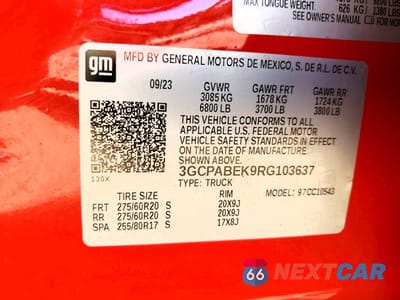 MAX TONGUE WEIGHT:
626 KG / 1380 LBS
SEE OWNER'S MANUAL
gm
MFD BY GENERAL MOTORS DE MEXICO, S. DE R.L. DE C.V.
09/23 GVWR GAWR FRT GAWR RR
3085 KG 1678 KG 1724 KG
6800 LB 3700 LB 3800 LB
THIS VEHICLE CONFORMS TO ALL
APPLICABLE U.S. FEDERAL MOTOR
VEHICLE SAFETY STANDARDS IN
EFFECT ON THE DATE OF
MANUFACTURE SHOWN ABOVE.
3GCPABEK9RG103637
130X TYPE: TRUCK
TIRE SIZE RIM MODEL: 97CC10543
FRT 275/60R20 S 20X9J
RR 275/60R20 S 20X9J
SPA 255/80R17 S 17X8J
66 NEXTCAR